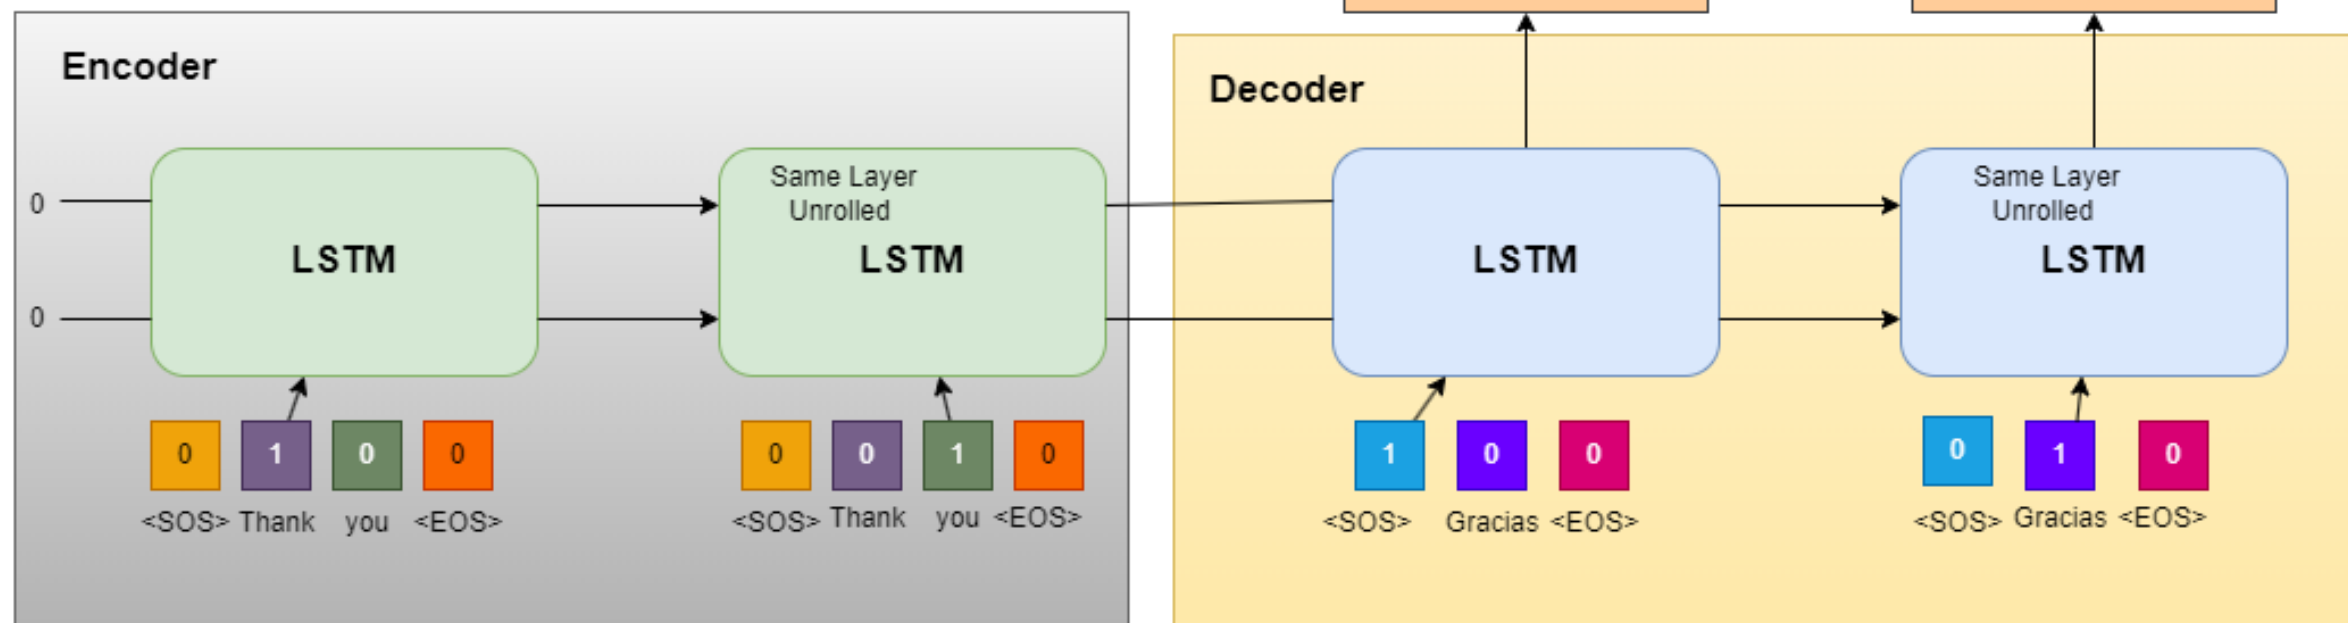 Encoder
Decoder
Same Layer
Unrolled
Same Layer
Unrolled
0
LSTM
LSTM
LSTM
LSTM
0
0 1 0 0
0 0 1 0
1 0 0
0 1 0
<SOS> Thank you <EOS>
<SOS> Thank you <EOS>
<SOS> Gracias <EOS>
<SOS> Gracias <EOS>